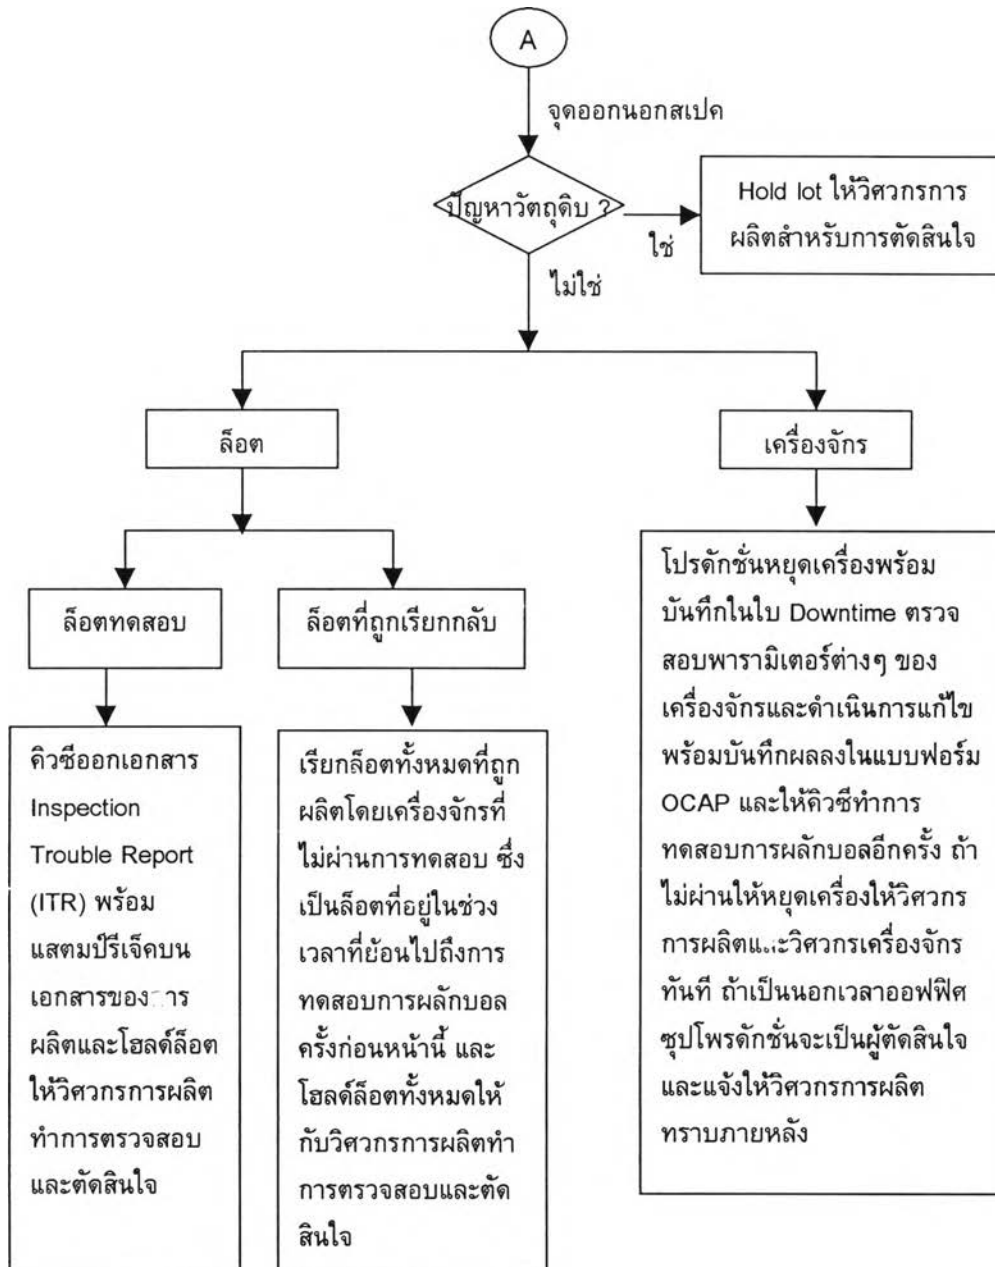 A
จุดออกนอกสเปค
ปัญหาวัตถุดิบ ?
ใช่
Hold lot ให้วิศวกรการ
ผลิตสำหรับการตัดสินใจ
ไม่ใช่
ล็อต
เครื่องจักร
ล็อตทดสอบ
ล็อตที่ถูกเรียกกลับ
คิวซีออกเอกสาร
Inspection
Trouble Report
(ITR) พร้อม
แสตมป์รีเจ็คบน
เอกสารของ
ผลิตและโฮลด์ล็อต
ให้วิศวกรการผลิต
ทำการตรวจสอบ
และตัดสินใจ
เรียกล็อตทั้งหมดที่ถูก
ผลิตโดยเครื่องจักรที่
ไม่ผ่านการทดสอบ ซึ่ง
เป็นล็อตที่อยู่ในช่วง
เวลาที่ย้อนไปถึงการ
ทดสอบการผลักบอล
ครั้งก่อนหน้านี้ และ
โฮลด์ล็อตทั้งหมดให้
กับวิศวกรการผลิตทำ
การตรวจสอบและตัด
สินใจ
โปรดักชั่นหยุดเครื่องพร้อม
บันทึกในใบ Downtime ตรวจ
สอบพารามิเตอร์ต่างๆ ของ
เครื่องจักรและดำเนินการแก้ไข
พร้อมบันทึกผลลงในแบบฟอร์ม
OCAP และให้คิวซีทำการ
ทดสอบการผลักบอลอีกครั้ง ถ้า
ไม่ผ่านให้หยุดเครื่องให้วิศวกร
การผลิตและวิศวกรเครื่องจักร
ทันที ถ้าเป็นนอกเวลาออฟฟิศ
ซุปโพรดักชั่นจะเป็นผู้ตัดสินใจ
และแจ้งให้วิศวกรการผลิต
ทราบภายหลัง